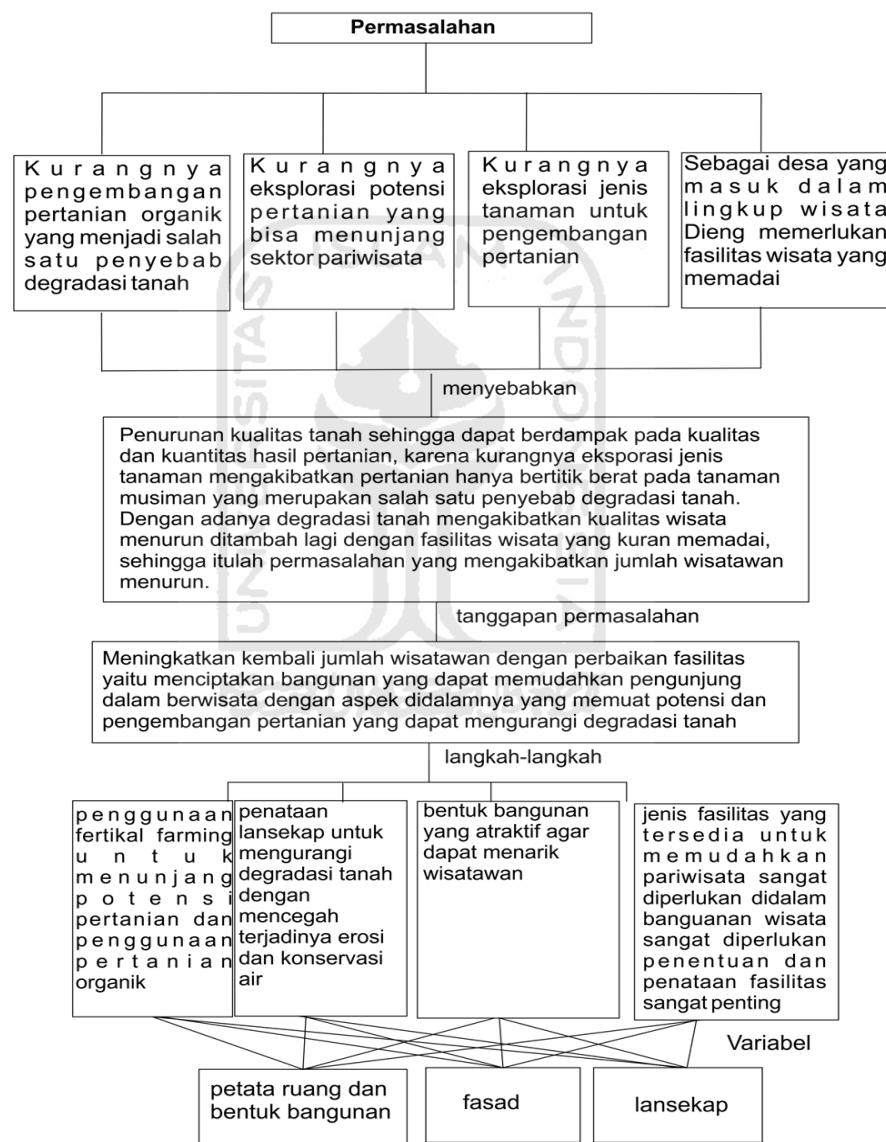 Permasalahan
Kurangnya
pengembangan
pertanian organik
yang menjadi salah
satu penyebab
degradasi tanah
Kurangnya
eksplorasi potensi
pertanian yang
bisa menunjang
sektor pariwisata
Kurangnya
eksplorasi jenis
tanaman untuk
pengembangan
pertanian
Sebagai desa yang
masuk dalam
lingkup wisata
Dieng memerlukan
fasilitas wisata yang
memadai
menyebabkan
Penurunan kualitas tanah sehingga dapat berdampak pada kualitas
dan kuantitas hasil pertanian, karena kurangnya eksporasi jenis
tanaman mengakibatkan pertanian hanya bertitik berat pada tanaman
musiman yang merupakan salah satu penyebab degradasi tanah.
Dengan adanya degradasi tanah mengakibatkan kualitas wisata
menurun ditambah lagi dengan fasilitas wisata yang kuran memadai,
sehingga itulah permasalahan yang mengakibatkan jumlah wisatawan
menurun.
tanggapan permasalahan
Meningkatkan kembali jumlah wisatawan dengan perbaikan fasilitas
yaitu menciptakan bangunan yang dapat memudahkan pengunjung
dalam berwisata dengan aspek didalamnya yang memuat potensi dan
pengembangan pertanian yang dapat mengurangi degradasi tanah
langkah-langkah
penggunaan
fertikal farming
untuk
menunjang
potensi
pertanian dan
penggunaan
pertanian
organik
penataan
lansekap untuk
mengurangi
degradasi tanah
dengan
mencegah
terjadinya erosi
dan konservasi
air
bentuk bangunan
yang atraktif agar
dapat menarik
wisatawan
jenis fasilitas yang
tersedia untuk
memudahkan
pariwisata sangat
diperlukan didalam
banguanan wisata
sangat diperlukan
penentuan dan
penataan fasilitas
sangat penting
Variabel
petata ruang dan
bentuk bangunan
fasad
lansekap
UNIVERSITAS
ISLAM
INDONESIA